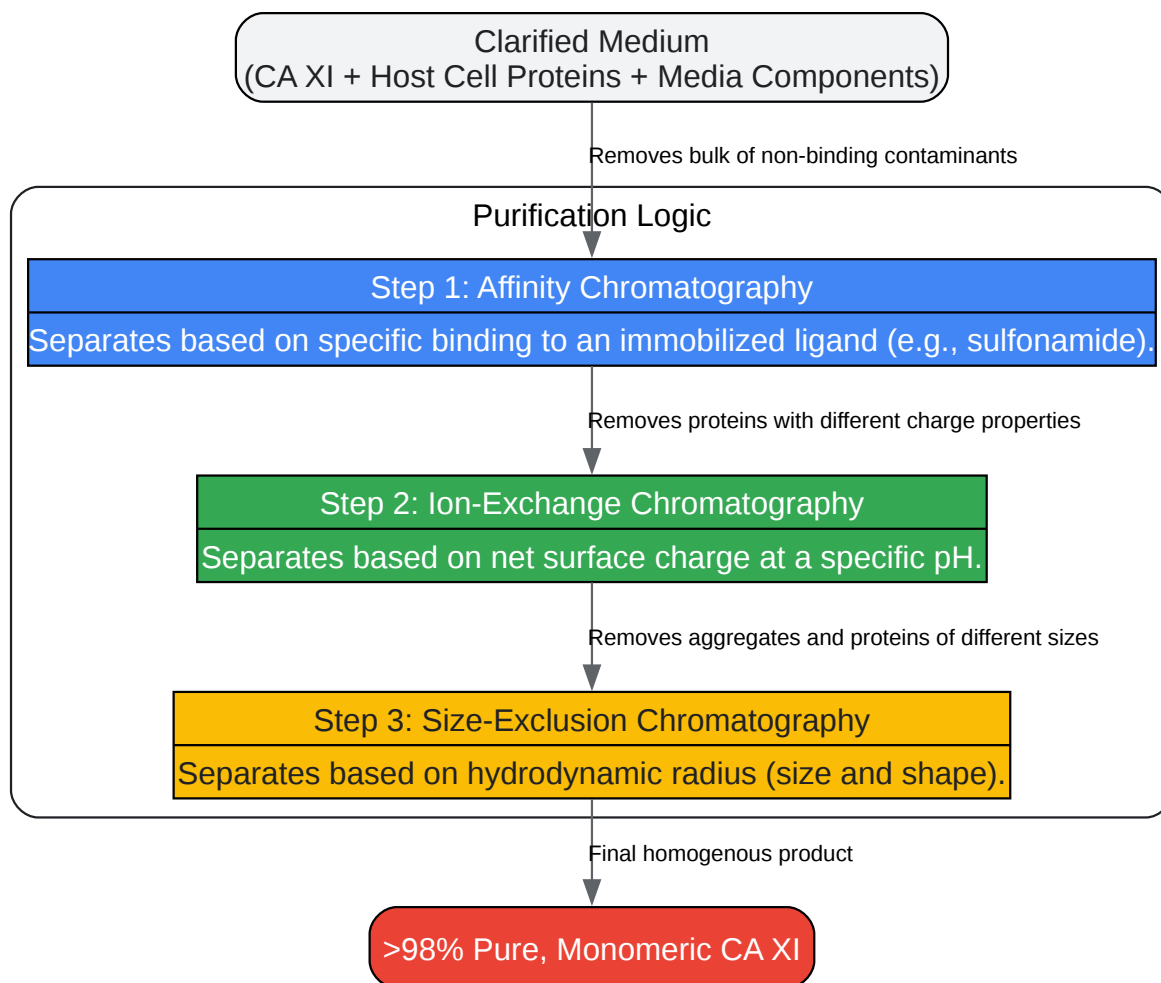 Clarified Medium
(CA XI + Host Cell Proteins + Media Components)
Removes bulk of non-binding contaminants
Purification Logic
Step 1: Affinity Chromatography
Separates based on specific binding to an immobilized ligand (e.g., sulfonamide).
Removes proteins with different charge properties
Step 2: Ion-Exchange Chromatography
Separates based on net surface charge at a specific pH.
Removes aggregates and proteins of different sizes
Step 3: Size-Exclusion Chromatography
Separates based on hydrodynamic radius (size and shape).
Final homogenous product
>98% Pure, Monomeric CA XI